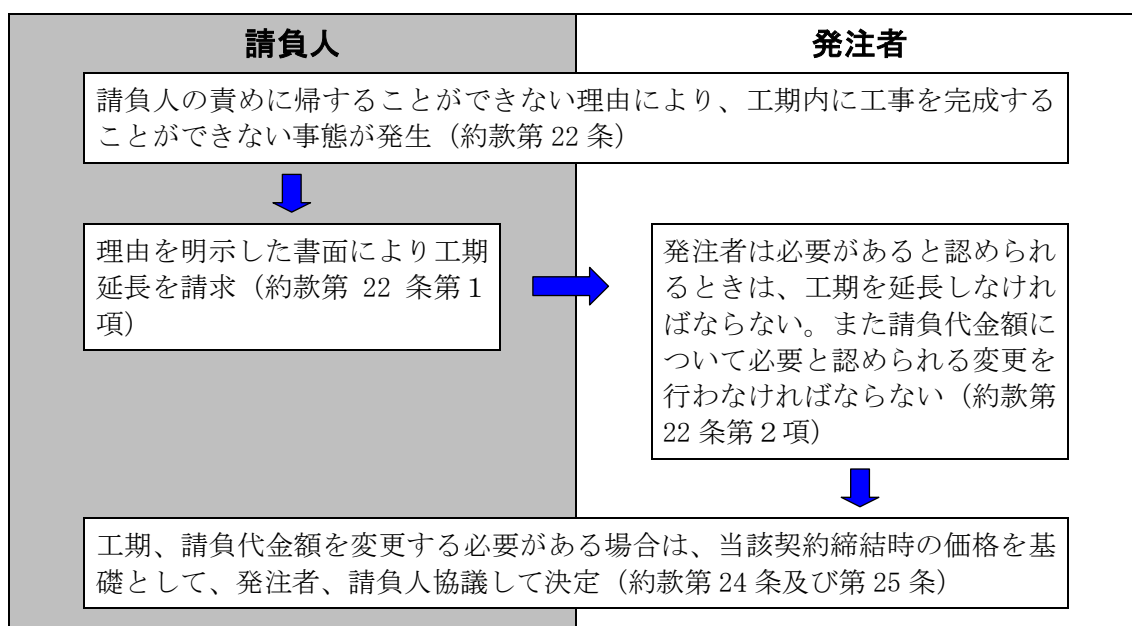 請負人
発注者
請負人の責めに帰することができない理由により、工期内に工事を完成する
ことができない事態が発生（約款第 22 条）
理由を明示した書面により工期
延長を請求（約款第 22 条第１
項）
発注者は必要があると認められ
るときは、工期を延長しなけれ
ばならない。また請負代金額に
ついて必要と認められる変更を
行わなければならない（約款第
22 条第２項）
工期、請負代金額を変更する必要がある場合は、当該契約締結時の価格を基
礎として、発注者、請負人協議して決定（約款第 24 条及び第 25 条）